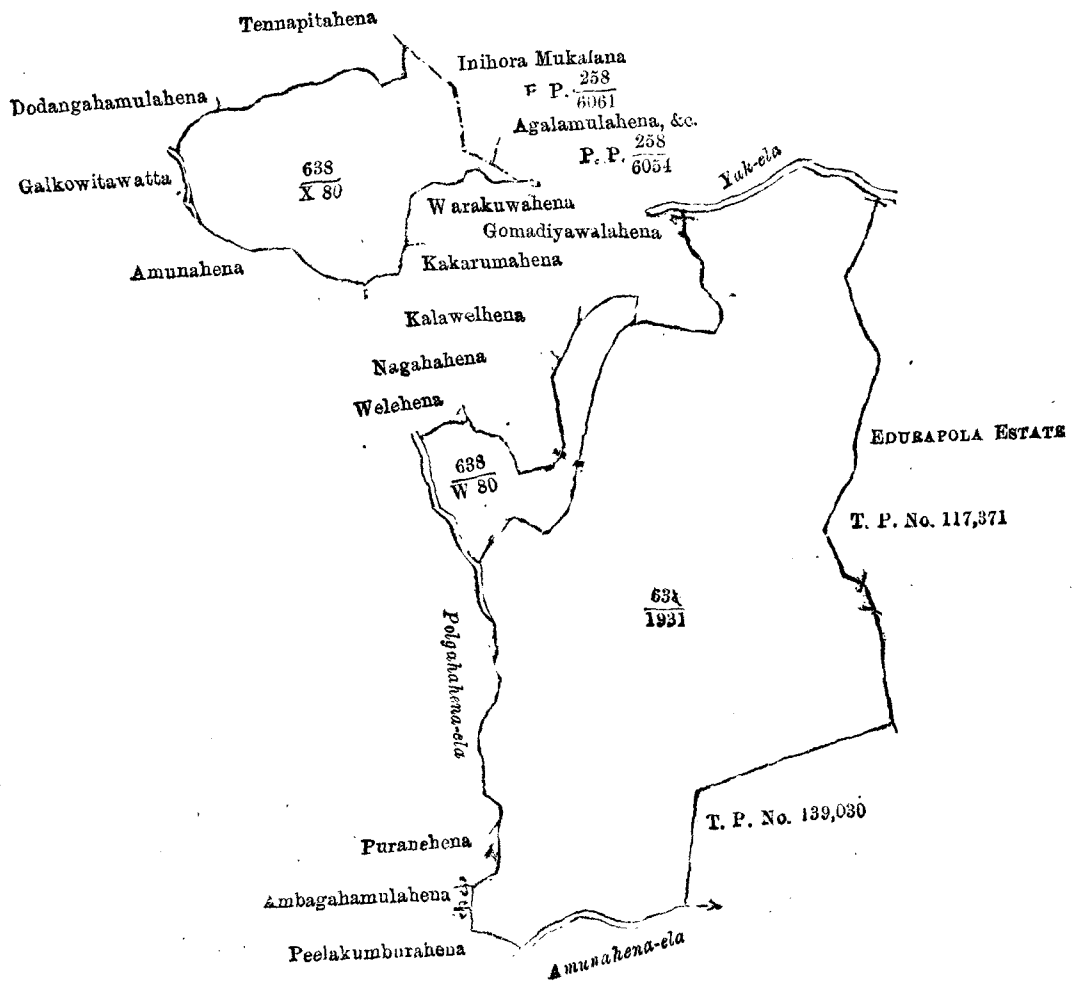 Tennapitahena
Inihora Mukalana
F P. 258/6061
Dodangahamulahena
Agalamulahena, &c.
P. P. 258/6054
Yak-ela
Galkowitawatta
638/X 80
Warakuwahena
Gomadiyawalahena
Amunahena
Kakarumahena
Kalawelhena
Nagahahena
Welehena
EDURAPOLA ESTATE
638/W 80
T. P. No. 117,371
/1931
Polgahahena-ela
T. P. No. 139,030
Puranehena
Ambagahamulahena
Peelakumburahena
Amunahena-ela